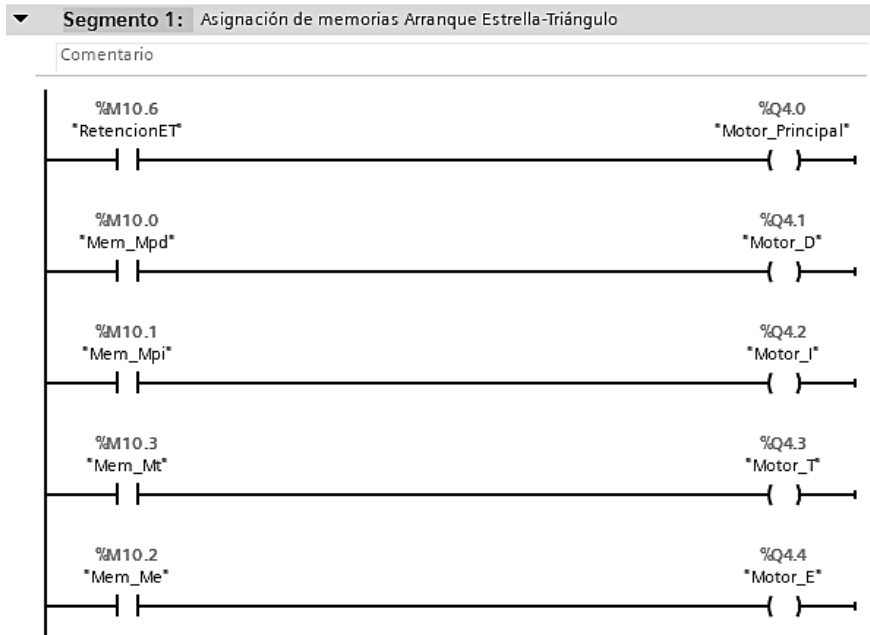 Segmento 1: Asignación de memorias Arranque Estrella-Triángulo
Comentario
%M10.6 %Q4.0
"RetencionET" "Motor_Principal"
%M10.0 %Q4.1
"Mem_Mpd" "Motor_D"
%M10.1 %Q4.2
"Mem_Mpi" "Motor_I"
%M10.3 %Q4.3
"Mem_Mt" "Motor_T"
%M10.2 %Q4.4
"Mem_Me" "Motor_E"